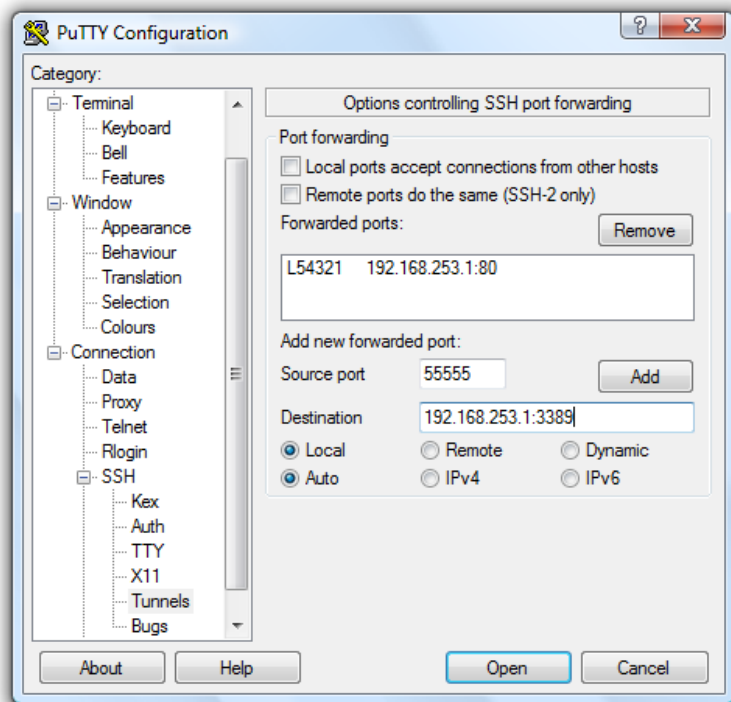 PuTTY Configuration
?
X
Category:
Terminal
Keyboard
Bell
Features
Window
Appearance
Behaviour
Translation
Selection
Colours
Connection
Data
Proxy
Telnet
Rlogin
SSH
Kex
Auth
TTY
X11
Tunnels
Bugs
Options controlling SSH port forwarding
Port forwarding
Local ports accept connections from other hosts
Remote ports do the same (SSH-2 only)
Forwarded ports:
Remove
L54321 192.168.253.1:80
Add new forwarded port:
Source port 55555 Add
Destination 192.168.253.1:3389
Local Remote Dynamic
Auto IPv4 IPv6
About Help Open Cancel